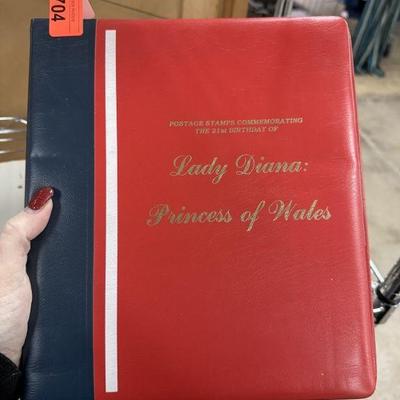 704
POSTAGE STAMPS COMMEMORATING
THE 21st BIRTHDAY OF
Lady Diana:
Princess of Wales